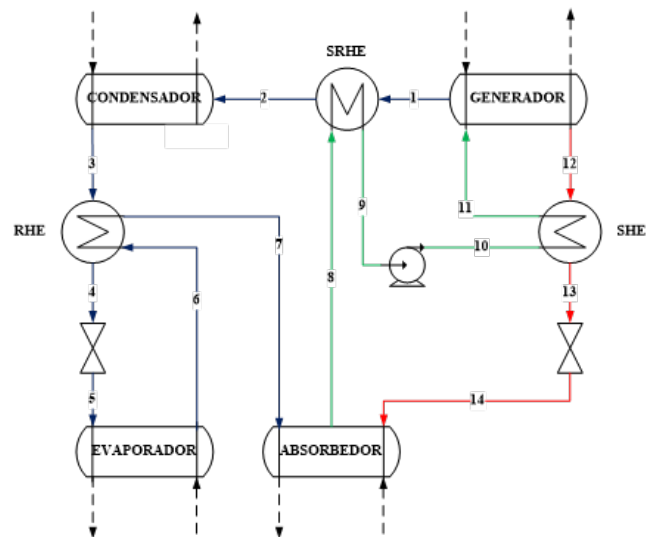 SRHE
CONDENSADOR
2
1
GENERADOR
3
9
11
12
RHE
7
10
SHE
4
6
8
13
5
14
EVAPORADOR
ABSORBEDOR